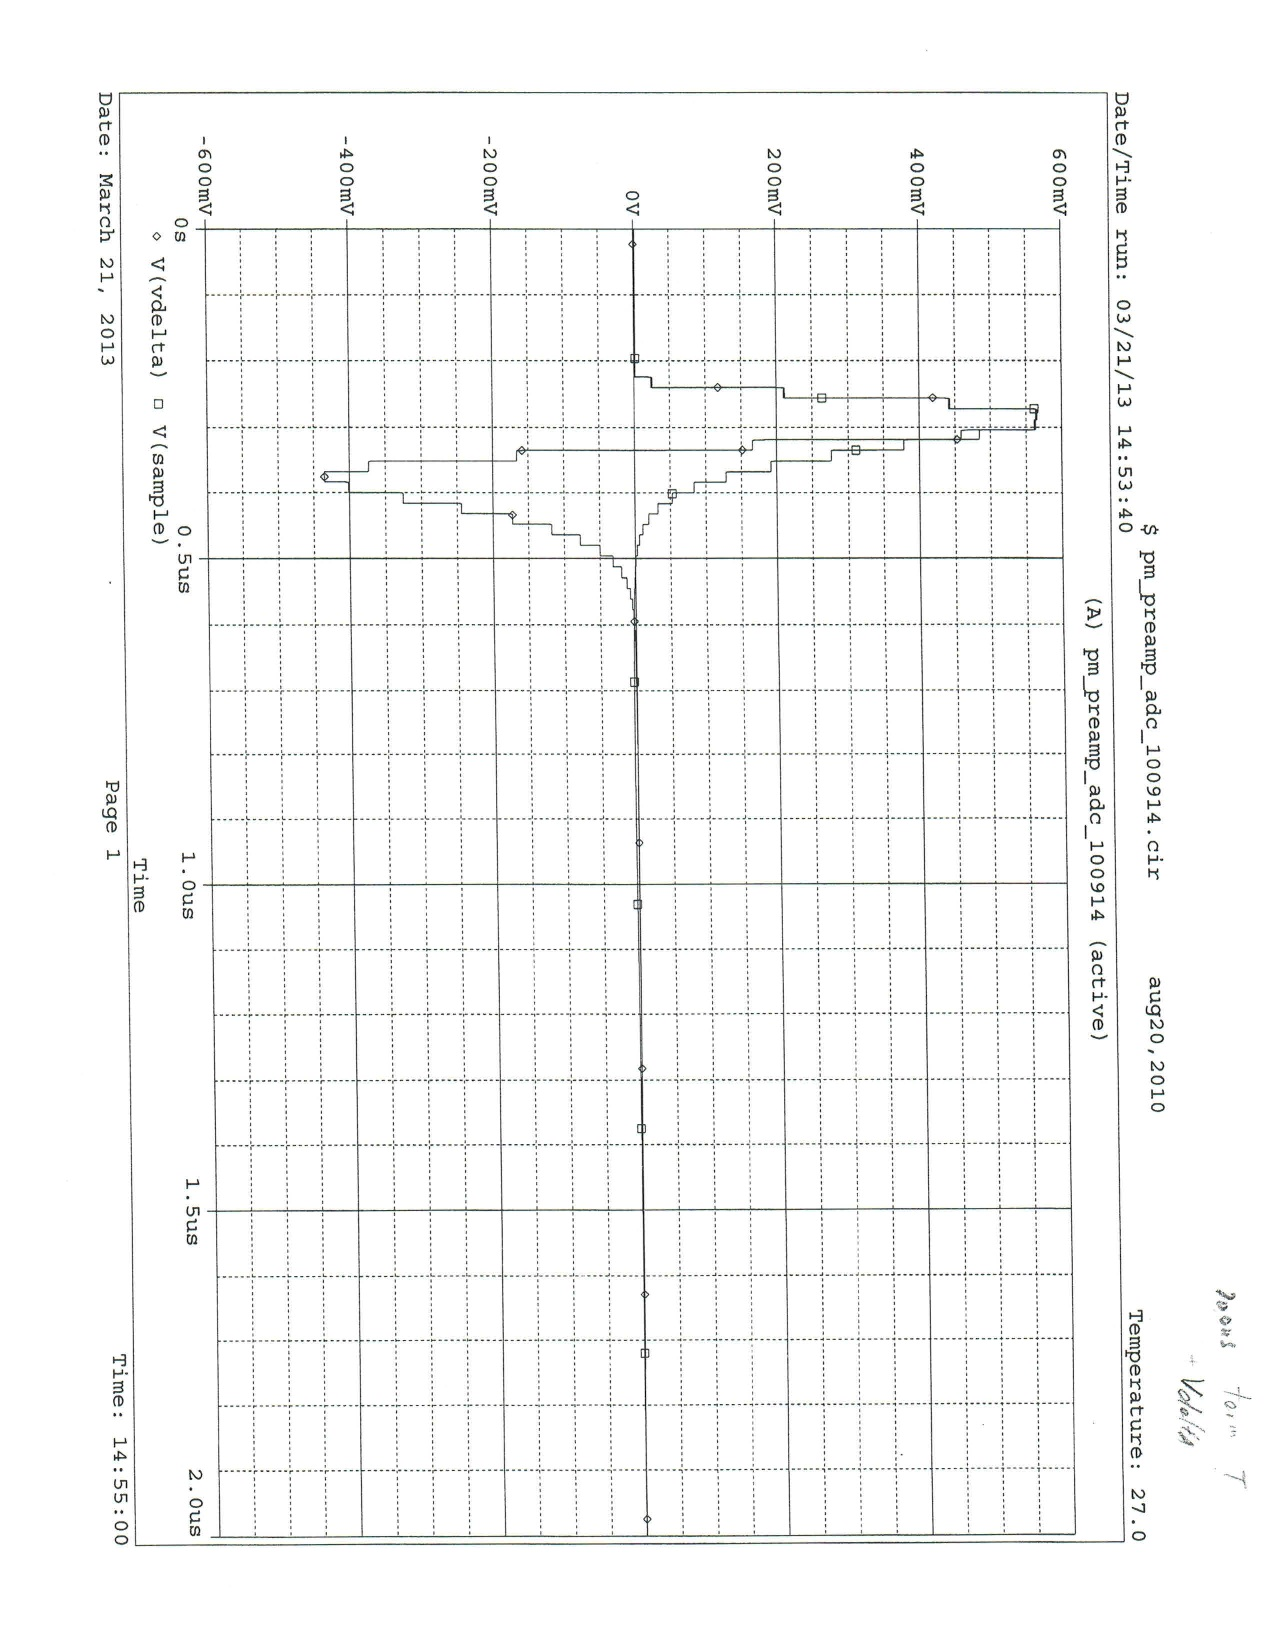 $ pm_preamp_adc_100914.cir aug20,2010
Date/Time run: 03/21/13 14:53:40 Temperature: 27.0
(A) pm_preamp_adc_100914 (active)
600mV
400mV
200mV
0V
-200mV
-400mV
-600mV
0s 0.5us 1.0us 1.5us 2.0us
◇ V(vdelta) □ V(sample)
Time
Date: March 21, 2013 Page 1 Time: 14:55:00